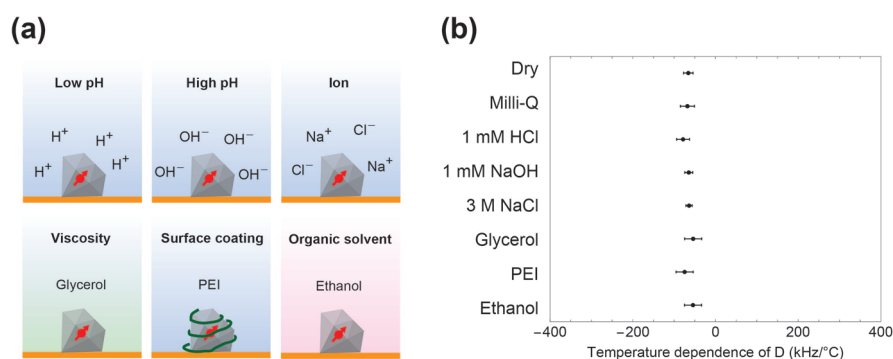 (a)
Low pH
H⁺
H⁺
H⁺
H⁺
High pH
OH⁻
OH⁻
OH⁻
OH⁻
Ion
Na⁺
Cl⁻
Cl⁻
Na⁺
Viscosity
Glycerol
Surface coating
PEI
Organic solvent
Ethanol
(b)
Dry
Milli-Q
1 mM HCl
1 mM NaOH
3 M NaCl
Glycerol
PEI
Ethanol
−400 −200 0 200 400
Temperature dependence of D (kHz/°C)